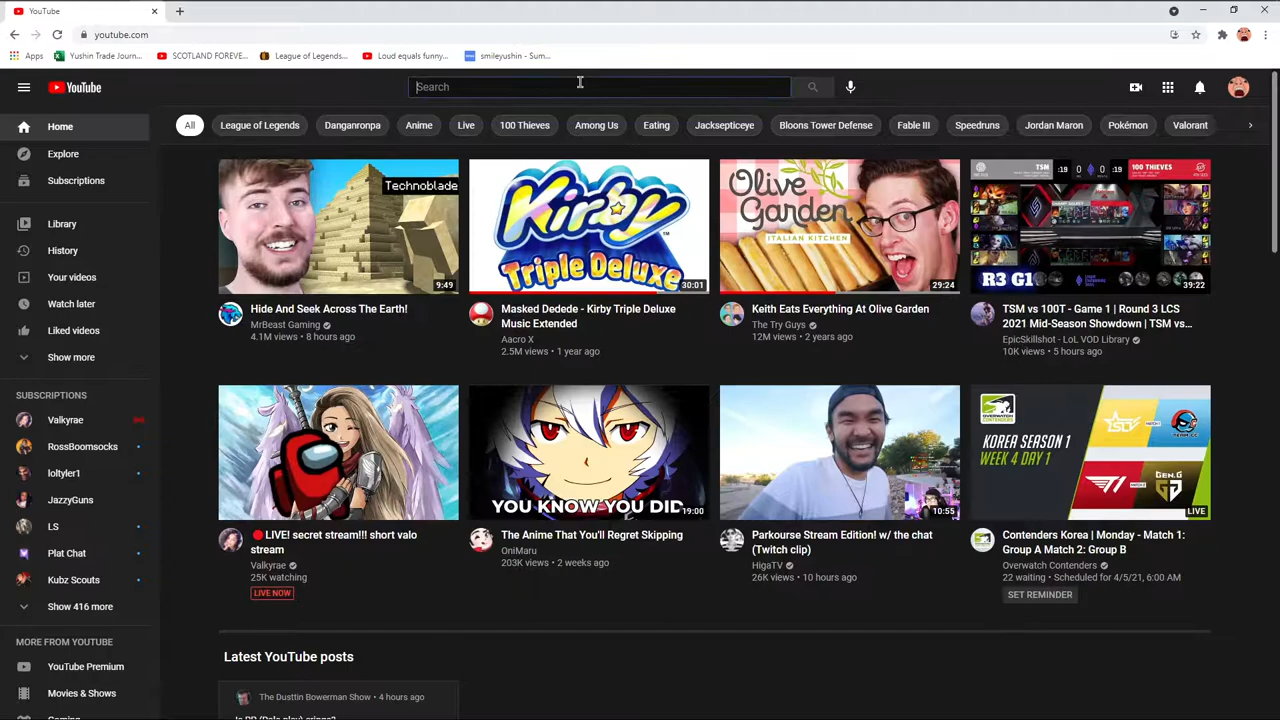 YouTube
youtube.com
Apps
Yushin Trade Journ...
SCOTLAND FOREVE...
League of Legends...
Loud equals funny...
smileyushin - Sum...
YouTube
Search
Home
Explore
Subscriptions
Library
History
Your videos
Watch later
Liked videos
Show more
SUBSCRIPTIONS
Valkyrae
RossBoomsocks
loltyler1
JazzyGuns
LS
Plat Chat
Kubz Scouts
Show 416 more
MORE FROM YOUTUBE
YouTube Premium
Movies & Shows
All
League of Legends
Danganronpa
Anime
Live
100 Thieves
Among Us
Eating
Jacksepticeye
Bloons Tower Defense
Fable III
Speedruns
Jordan Maron
Pokémon
Valorant
Technoblade
9:49
Hide And Seek Across The Earth!
MrBeast Gaming
4.1M views • 8 hours ago
Kirby
Triple Deluxe
30:01
Masked Dedede - Kirby Triple Deluxe
Music Extended
Aacro X
2.5M views • 1 year ago
Olive
Garden
ITALIAN KITCHEN
29:24
Keith Eats Everything At Olive Garden
The Try Guys
12M views • 2 years ago
TSM
:19
0
0
:19
100 THIEVES
R3 G1
39:22
TSM vs 100T - Game 1 | Round 3 LCS
2021 Mid-Season Showdown | TSM vs...
EpicSkillshot - LoL VOD Library
10K views • 5 hours ago
LIVE! secret stream!!! short valo
stream
Valkyrae
25K watching
LIVE NOW
YOU KNOW YOU DID
19:00
The Anime That You'll Regret Skipping
OniMaru
203K views • 2 weeks ago
10:55
Parkourse Stream Edition! w/ the chat
(Twitch clip)
HigaTV
26K views • 10 hours ago
OVERWATCH
CONTENDERS
KOREA SEASON 1
WEEK 4 DAY 1
T1
GEN.G
LIVE
Contenders Korea | Monday - Match 1:
Group A Match 2: Group B
Overwatch Contenders
22 waiting • Scheduled for 4/5/21, 6:00 AM
SET REMINDER
Latest YouTube posts
The Dusttin Bowerman Show • 4 hours ago